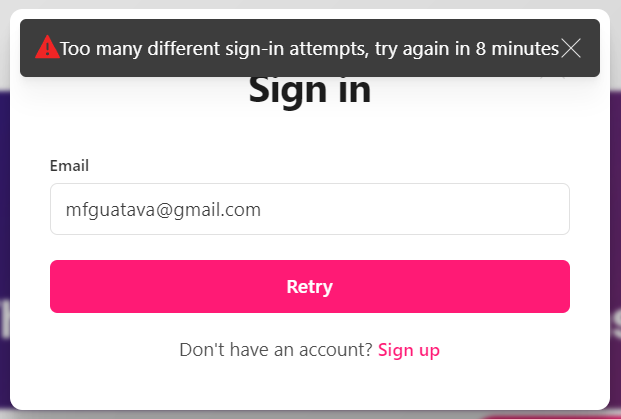 Too many different sign-in attempts, try again in 8 minutes
Sign in
Email
mfguatava@gmail.com
Retry
Don't have an account? Sign up